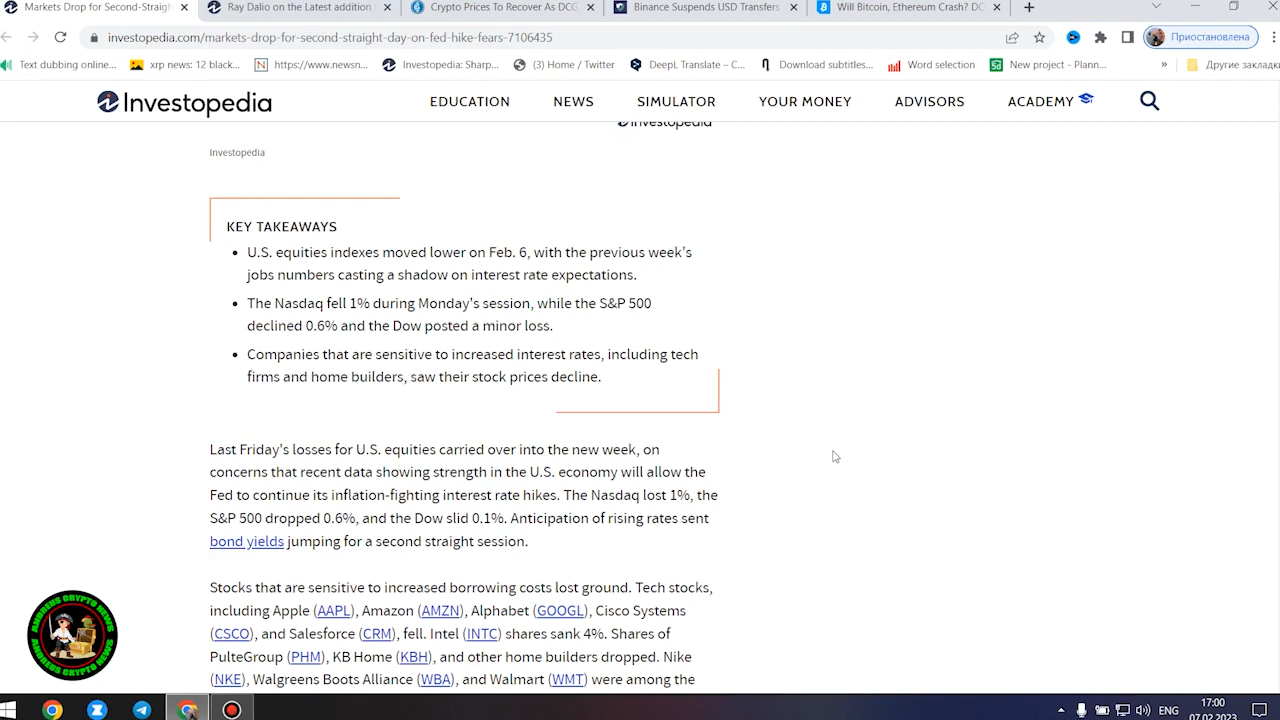 Markets Drop for Second-Straigh
Ray Dalio on the Latest addition
Crypto Prices To Recover As DCG
Binance Suspends USD Transfers
Will Bitcoin, Ethereum Crash? DC
investopedia.com/markets-drop-for-second-straight-day-on-fed-hike-fears-7106435
Приостановлена
Text dubbing online...
xrp news: 12 black...
https://www.newsn...
Investopedia: Sharp...
(3) Home / Twitter
DeepL Translate – C...
Download subtitles...
Word selection
New project - Plann...
»
Другие закладки
Investopedia
EDUCATION
NEWS
SIMULATOR
YOUR MONEY
ADVISORS
ACADEMY
Investopedia
Investopedia
KEY TAKEAWAYS
• U.S. equities indexes moved lower on Feb. 6, with the previous week's
jobs numbers casting a shadow on interest rate expectations.
• The Nasdaq fell 1% during Monday's session, while the S&P 500
declined 0.6% and the Dow posted a minor loss.
• Companies that are sensitive to increased interest rates, including tech
firms and home builders, saw their stock prices decline.
Last Friday's losses for U.S. equities carried over into the new week, on
concerns that recent data showing strength in the U.S. economy will allow the
Fed to continue its inflation-fighting interest rate hikes. The Nasdaq lost 1%, the
S&P 500 dropped 0.6%, and the Dow slid 0.1%. Anticipation of rising rates sent
bond yields jumping for a second straight session.
Stocks that are sensitive to increased borrowing costs lost ground. Tech stocks,
including Apple (AAPL), Amazon (AMZN), Alphabet (GOOGL), Cisco Systems
(CSCO), and Salesforce (CRM), fell. Intel (INTC) shares sank 4%. Shares of
PulteGroup (PHM), KB Home (KBH), and other home builders dropped. Nike
(NKE), Walgreens Boots Alliance (WBA), and Walmart (WMT) were among the
ANDREUS CRYPTO NEWS
ANDREUS CRYPTO NEWS
ENG
17:00
07.02.2023